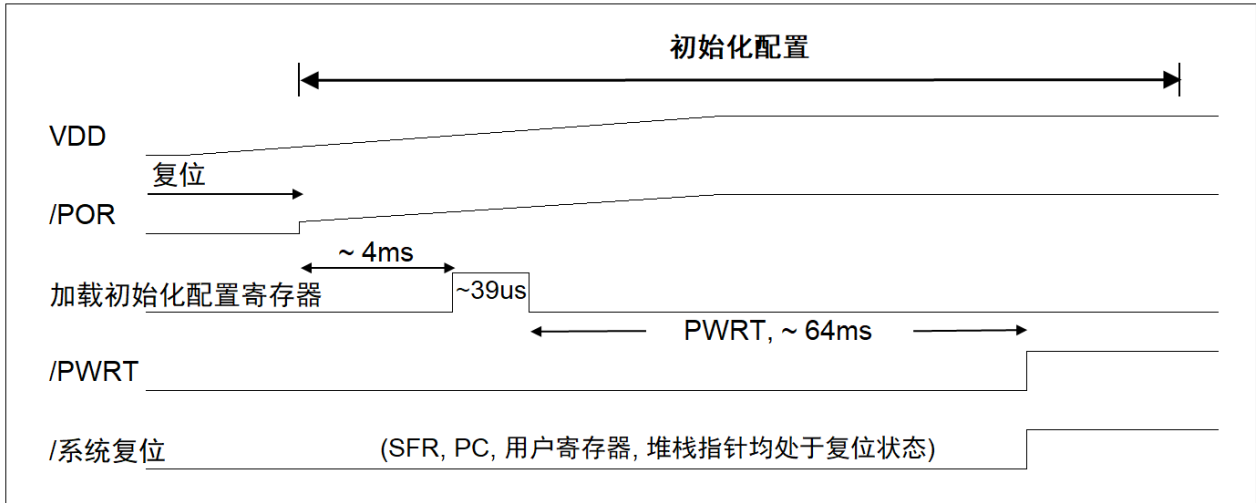 初始化配置
VDD
复位
/POR
~ 4ms
加载初始化配置寄存器
~39us
PWRT, ~ 64ms
/PWRT
/系统复位
(SFR, PC, 用户寄存器, 堆栈指针均处于复位状态)